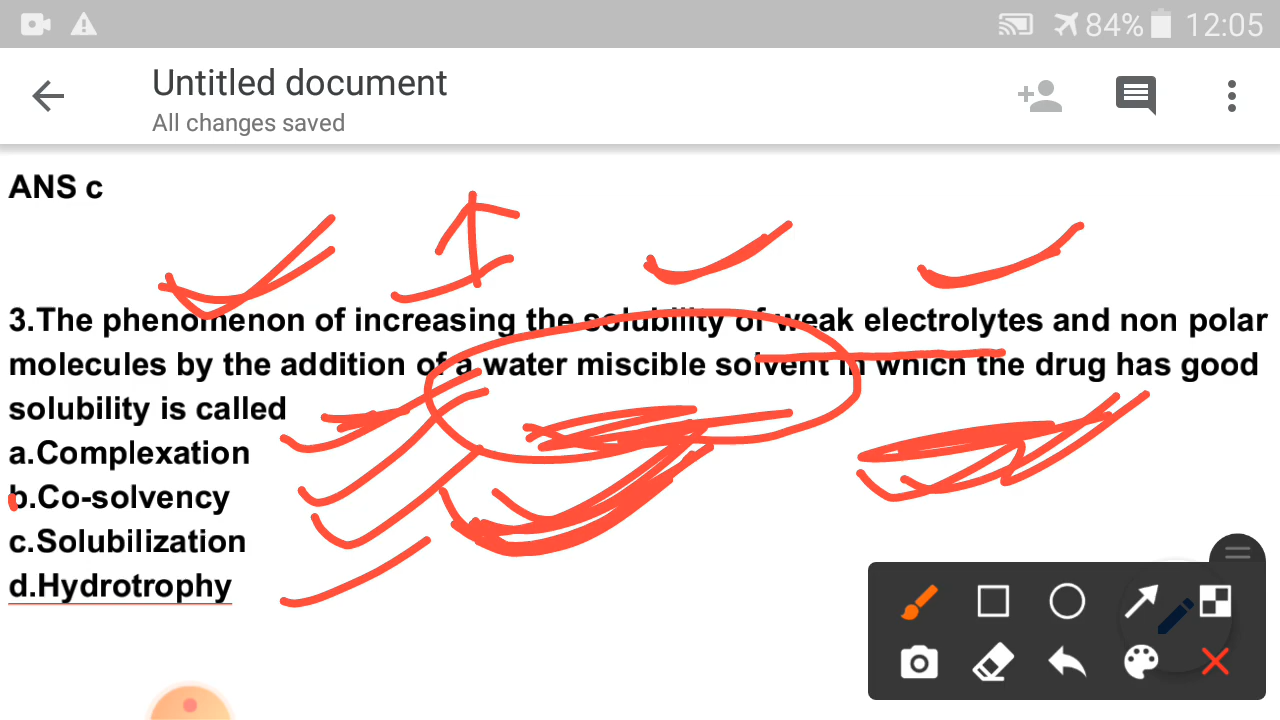 84% 12:05
Untitled document
All changes saved
ANS c
3.The phenomenon of increasing the solubility of weak electrolytes and non polar
molecules by the addition of a water miscible solvent in which the drug has good
solubility is called
a.Complexation
b.Co-solvency
c.Solubilization
d.Hydrotrophy